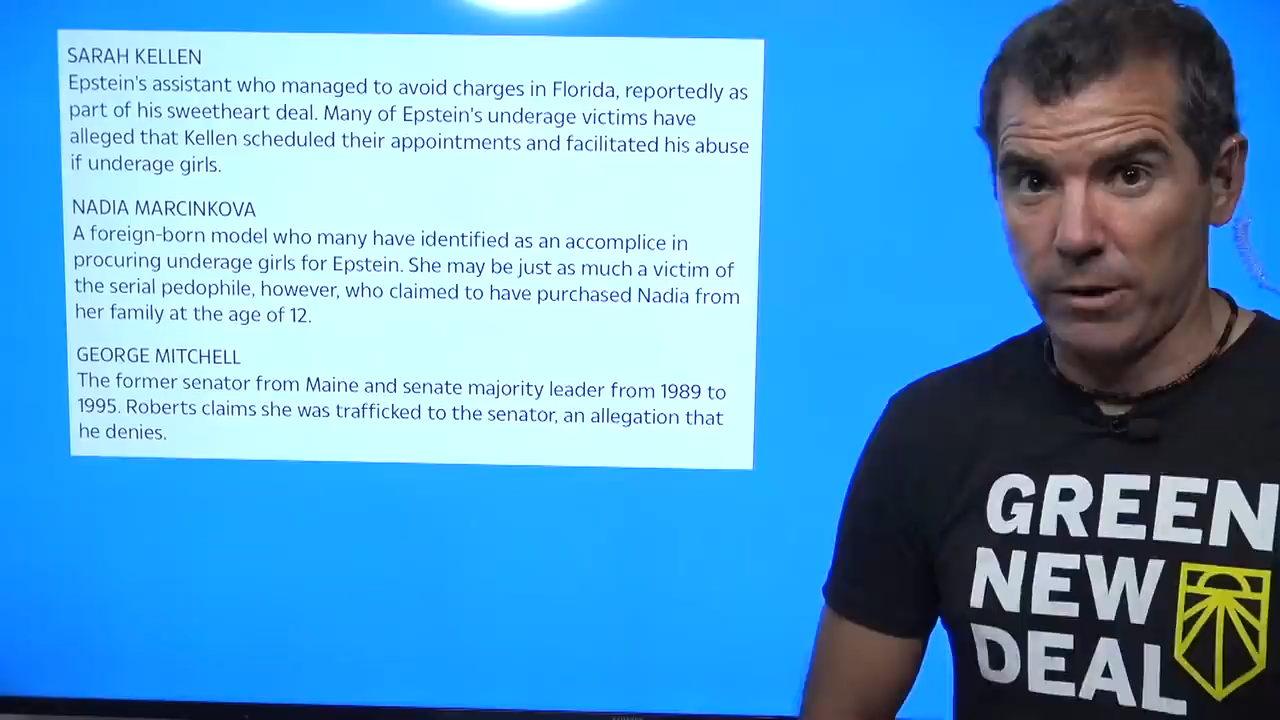 SARAH KELLEN
Epstein's assistant who managed to avoid charges in Florida, reportedly as
part of his sweetheart deal. Many of Epstein's underage victims have
alleged that Kellen scheduled their appointments and facilitated his abuse
if underage girls.
NADIA MARCINKOVA
A foreign-born model who many have identified as an accomplice in
procuring underage girls for Epstein. She may be just as much a victim of
the serial pedophile, however, who claimed to have purchased Nadia from
her family at the age of 12.
GEORGE MITCHELL
The former senator from Maine and senate majority leader from 1989 to
1995. Roberts claims she was trafficked to the senator, an allegation that
he denies.
GREEN
NEW
DEAL